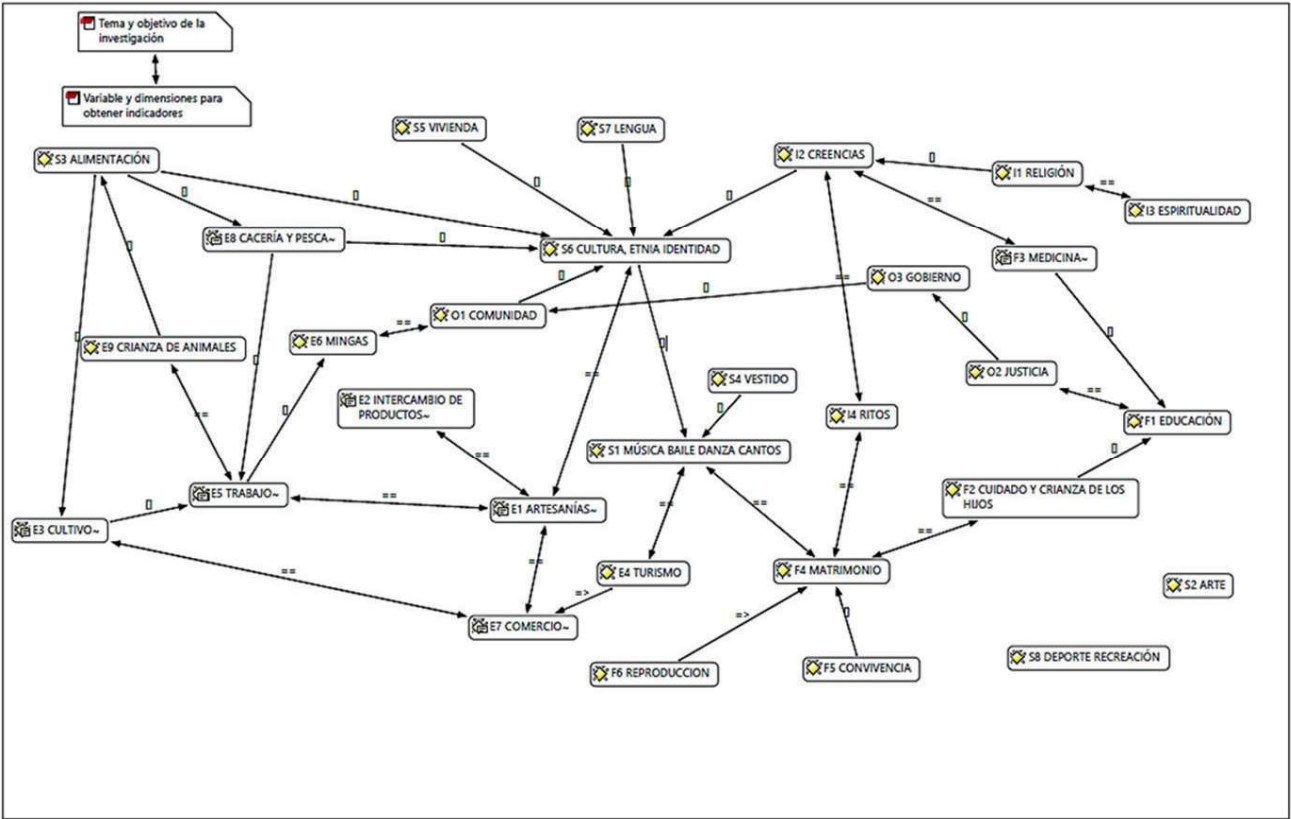 Tema y objetivo de la
investigación
Variable y dimensiones para
obtener indicadores
S5 VIVIENDA
S7 LENGUA
S3 ALIMENTACIÓN
I2 CREENCIAS
I1 RELIGIÓN
==
I3 ESPIRITUALIDAD
==
E8 CACERÍA Y PESCA~
S6 CULTURA, ETNIA IDENTIDAD
F3 MEDICINA~
==
O3 GOBIERNO
O1 COMUNIDAD
==
E6 MINGAS
E9 CRIANZA DE ANIMALES
==
S4 VESTIDO
O2 JUSTICIA
==
E2 INTERCAMBIO DE
PRODUCTOS~
I4 RITOS
F1 EDUCACIÓN
==
S1 MÚSICA BAILE DANZA CANTOS
==
==
E5 TRABAJO~
==
==
==
==
F2 CUIDADO Y CRIANZA DE LOS
HIJOS
E1 ARTESANÍAS~
E3 CULTIVO~
==
==
==
E4 TURISMO
F4 MATRIMONIO
S2 ARTE
=>
=>
E7 COMERCIO~
S8 DEPORTE RECREACIÓN
F6 REPRODUCCION
F5 CONVIVENCIA